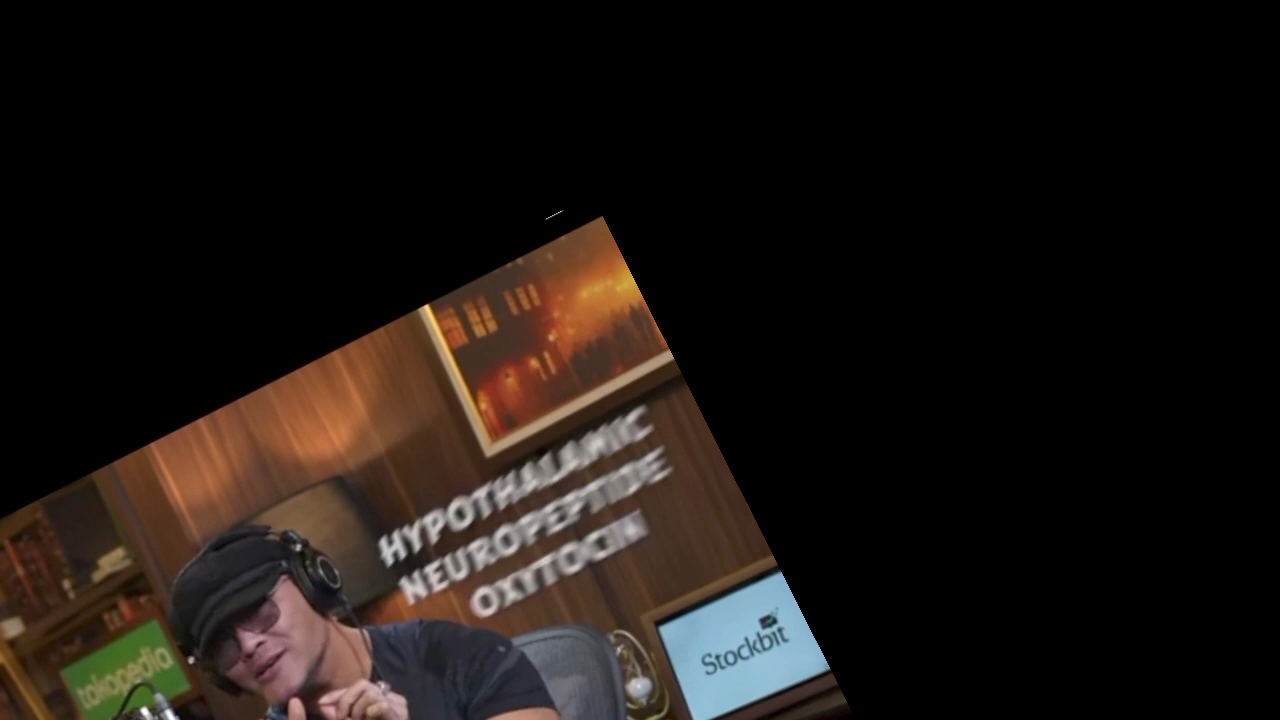 HYPOTHALAMIC
NEUROPEPTIDE
OXYTOCIN
tokopedia
Stockbit